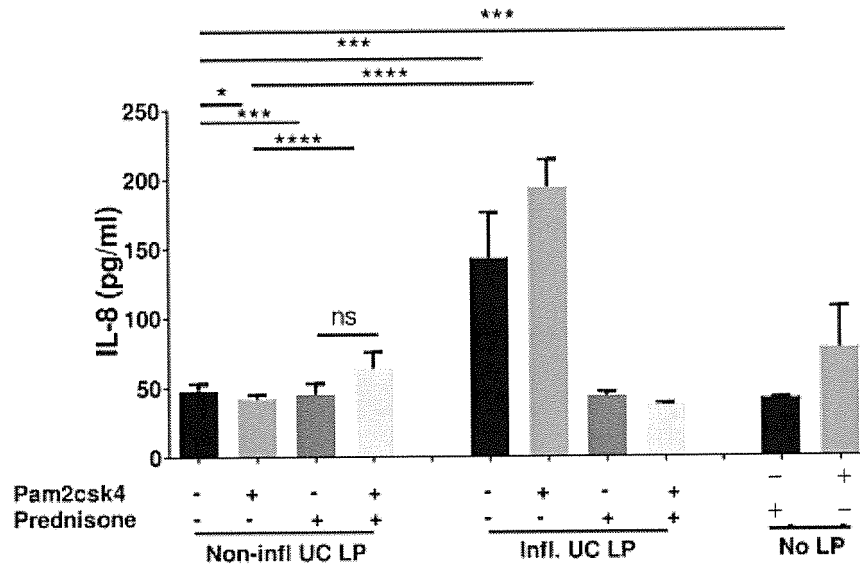 ***
***
****
*
***
****
250
200
150
100
50
0
IL-8 (pg/ml)
ns
Pam2csk4 - + - + - + - + - +
Prednisone - - + + - - + + + -
Non-infl UC LP Infl. UC LP No LP